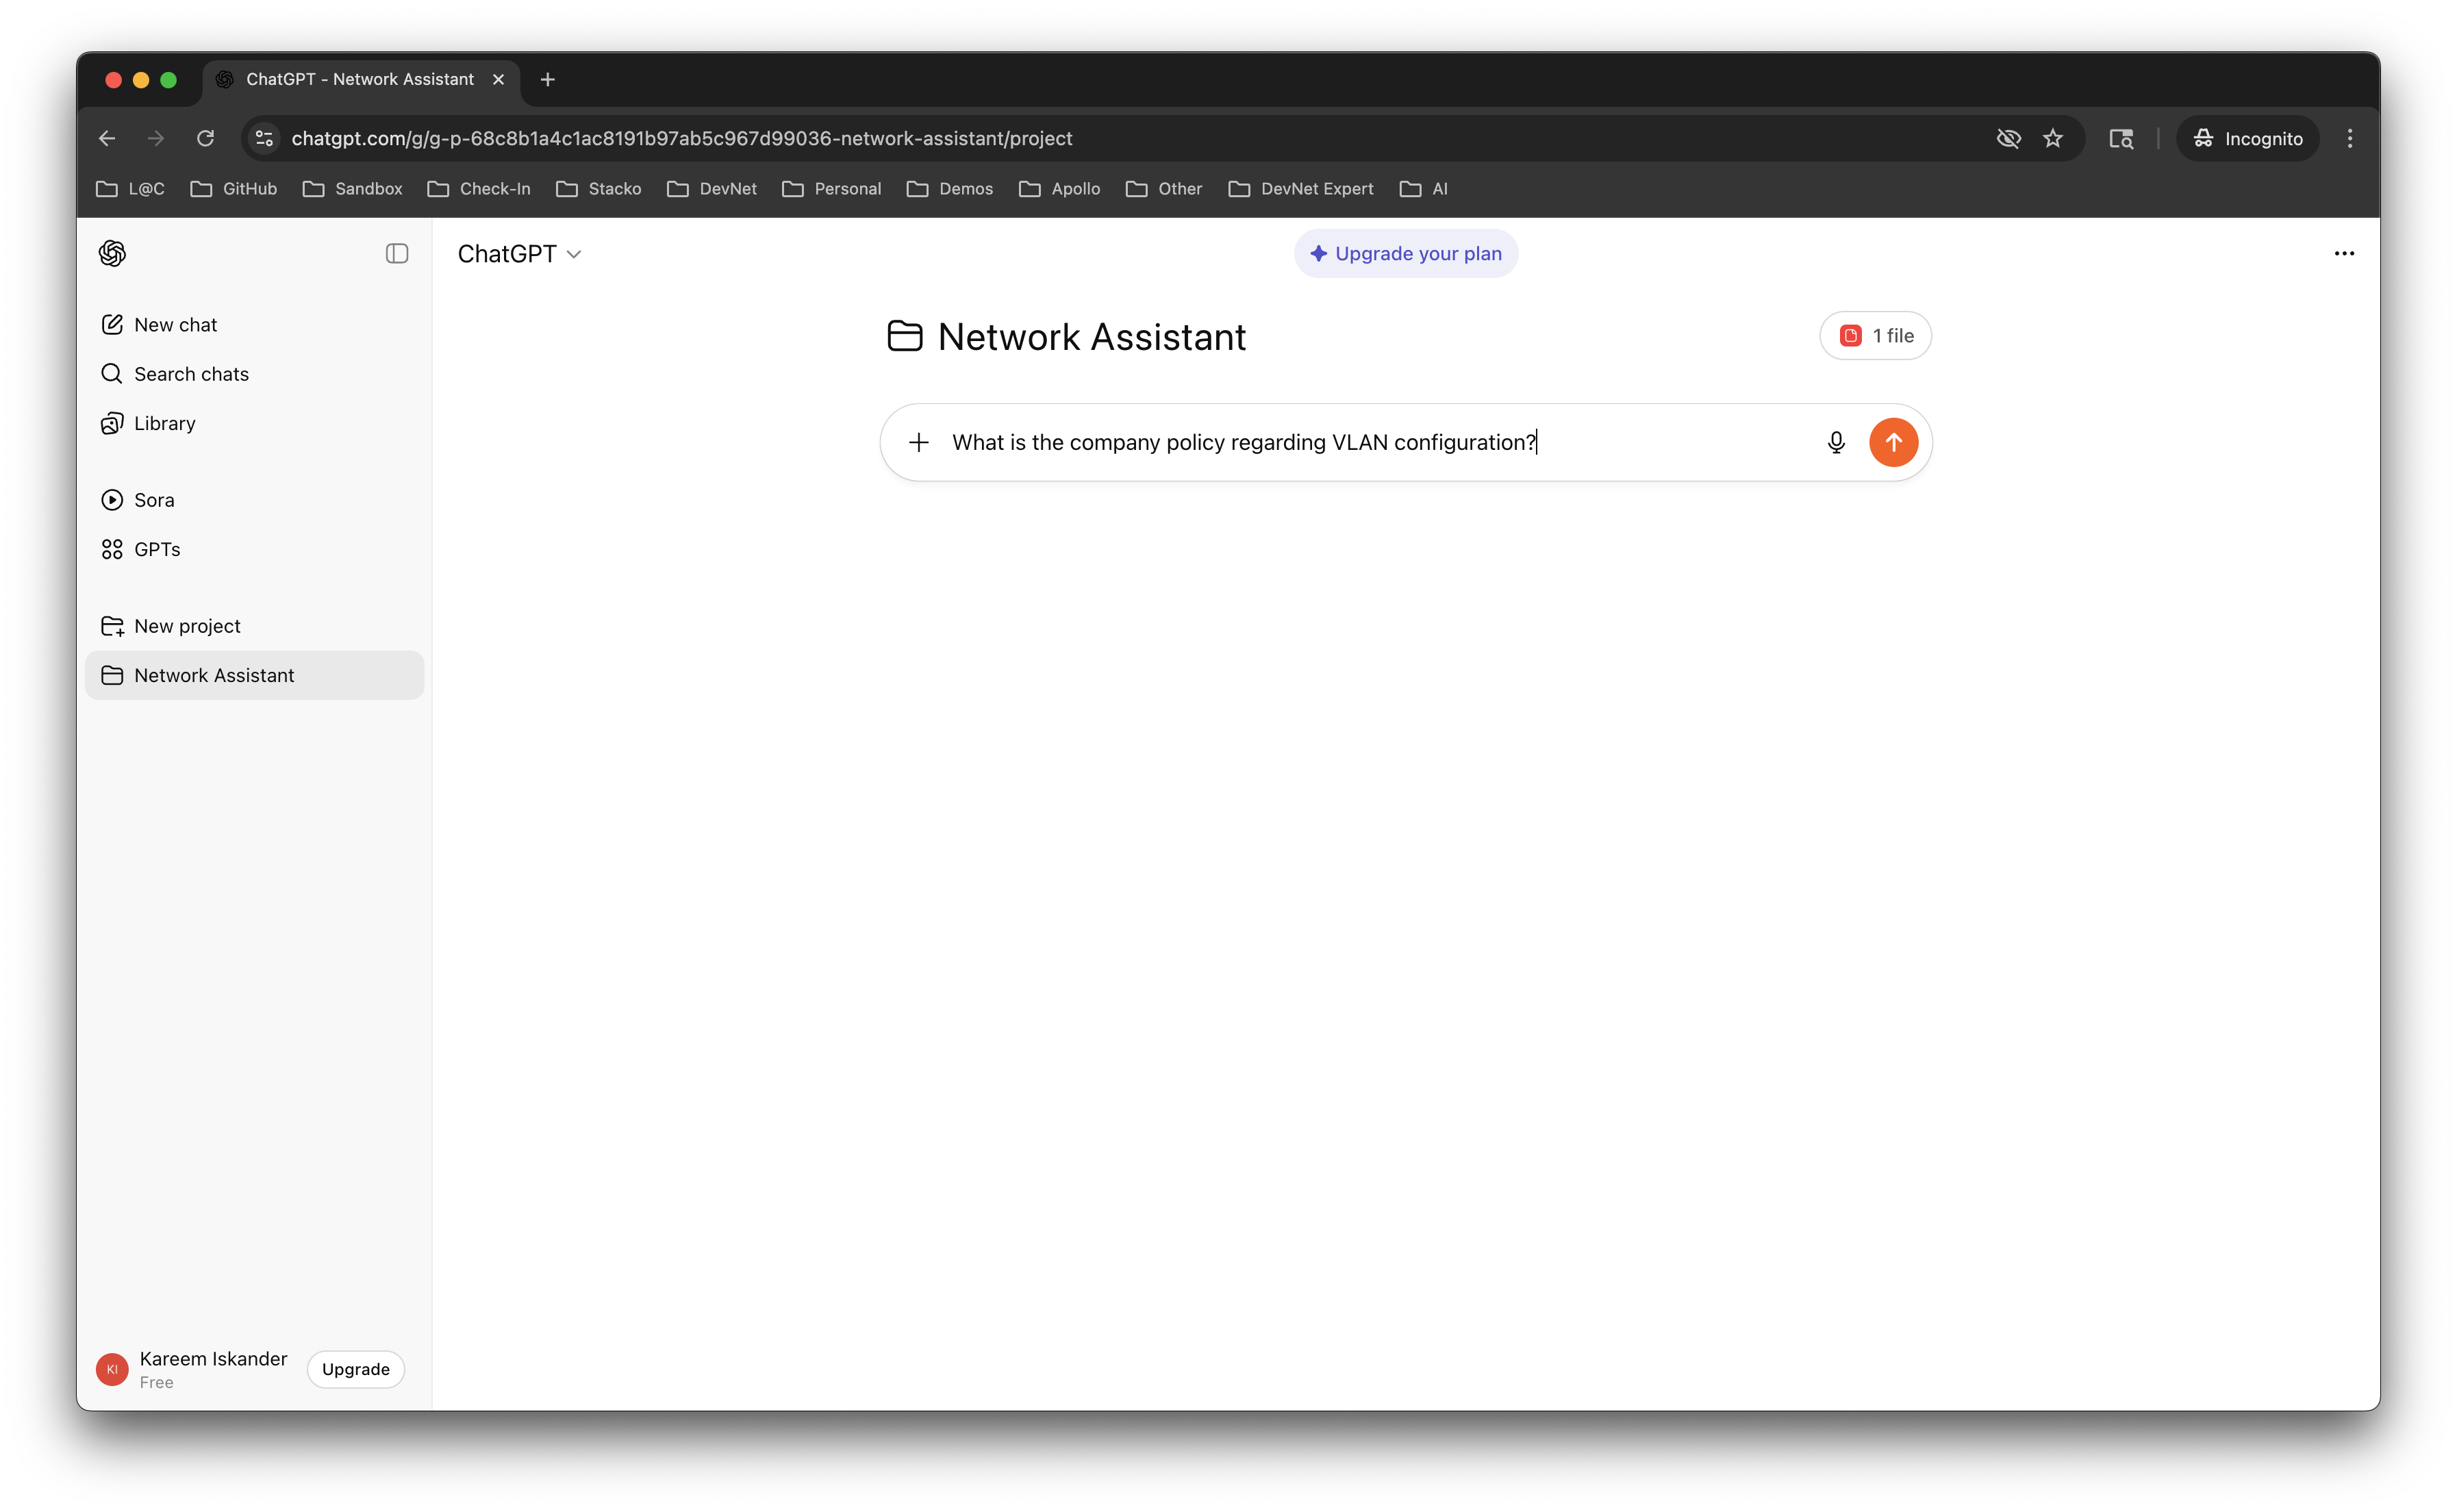 ChatGPT - Network Assistant
chatgpt.com/g/g-p-68c8b1a4c1ac8191b97ab5c967d99036-network-assistant/project
Incognito
L@C GitHub Sandbox Check-In Stacko DevNet Personal Demos Apollo Other DevNet Expert AI
ChatGPT
Upgrade your plan
New chat
Search chats
Library
Sora
GPTs
New project
Network Assistant
Network Assistant
1 file
What is the company policy regarding VLAN configuration?
KI
Kareem Iskander
Free
Upgrade